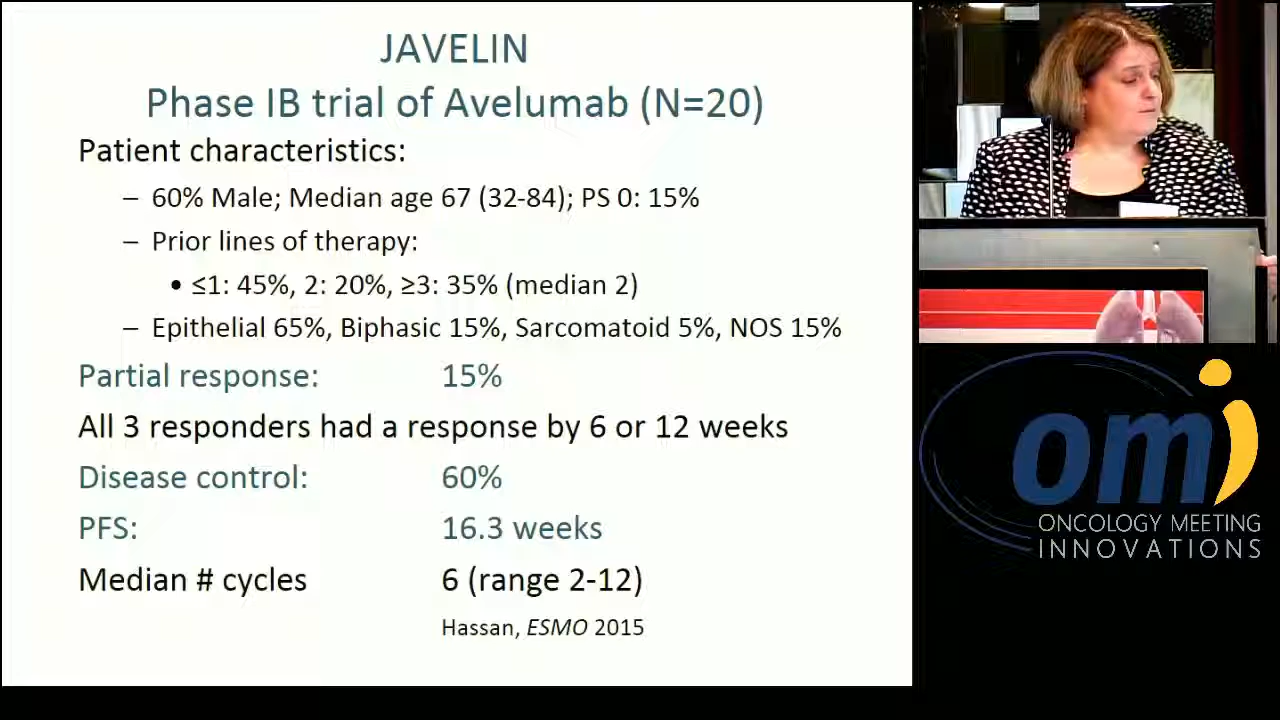 JAVELIN
Phase IB trial of Avelumab (N=20)
Patient characteristics:
– 60% Male; Median age 67 (32-84); PS 0: 15%
– Prior lines of therapy:
• ≤1: 45%, 2: 20%, ≥3: 35% (median 2)
– Epithelial 65%, Biphasic 15%, Sarcomatoid 5%, NOS 15%
Partial response: 15%
All 3 responders had a response by 6 or 12 weeks
Disease control: 60%
PFS: 16.3 weeks
Median # cycles 6 (range 2-12)
Hassan, ESMO 2015
omi
ONCOLOGY MEETING
INNOVATIONS